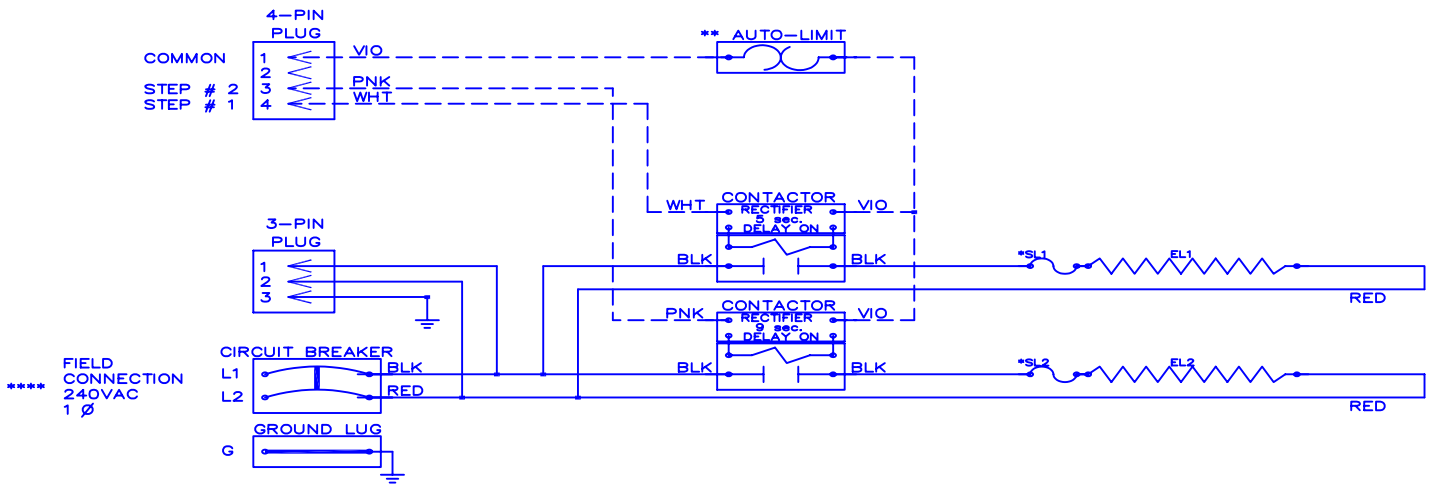 4-PIN
PLUG
** AUTO-LIMIT
COMMON 1 VIO
2
STEP # 2 3 PNK
STEP # 1 4 WHT
CONTACTOR
WHT RECTIFIER VIO
5 sec.
DELAY ON
3-PIN
PLUG
BLK BLK *SL1 EL1
1
2
3
RED
CONTACTOR
PNK RECTIFIER VIO
9 sec.
DELAY ON
CIRCUIT BREAKER
FIELD
CONNECTION
**** 240VAC
1 Ø
L1 BLK BLK BLK *SL2 EL2
L2 RED
RED
GROUND LUG
G